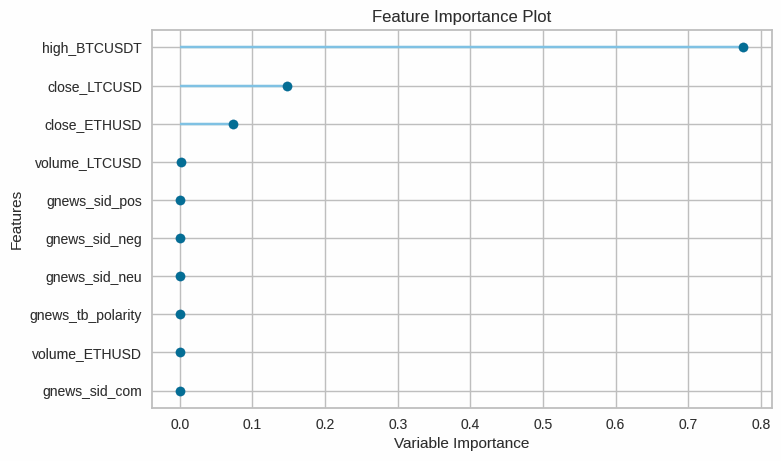 Feature Importance Plot
high_BTCUSDT
close_LTCUSD
close_ETHUSD
volume_LTCUSD
gnews_sid_pos
gnews_sid_neg
gnews_sid_neu
gnews_tb_polarity
volume_ETHUSD
gnews_sid_com
Features
0.0 0.1 0.2 0.3 0.4 0.5 0.6 0.7 0.8
Variable Importance